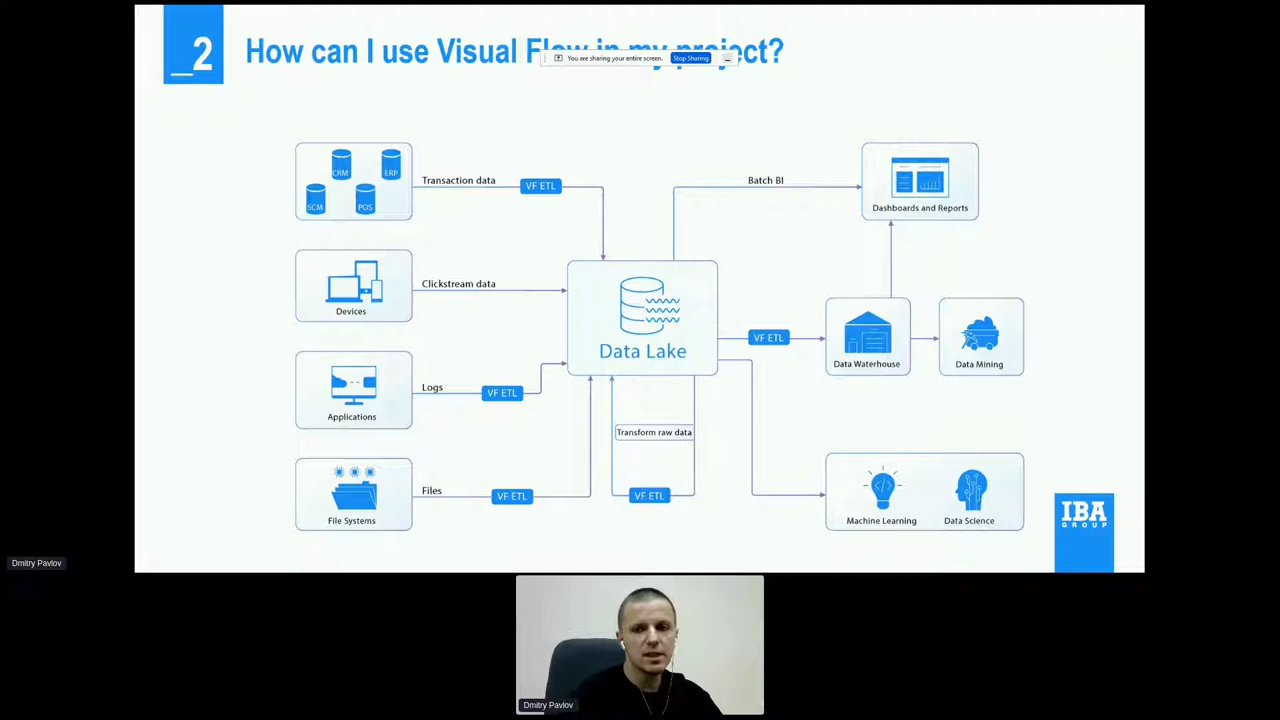 _2
How can I use Visual Flow in my project?
You are sharing your entire screen.
Stop Sharing
CRM
ERP
SCM
POS
Transaction data
VF ETL
Batch BI
Dashboards and Reports
Devices
Clickstream data
Data Lake
VF ETL
Data Waterhouse
Data Mining
Applications
Logs
VF ETL
Transform raw data
File Systems
Files
VF ETL
VF ETL
Machine Learning
Data Science
IBA
GROUP
Dmitry Pavlov
Dmitry Pavlov